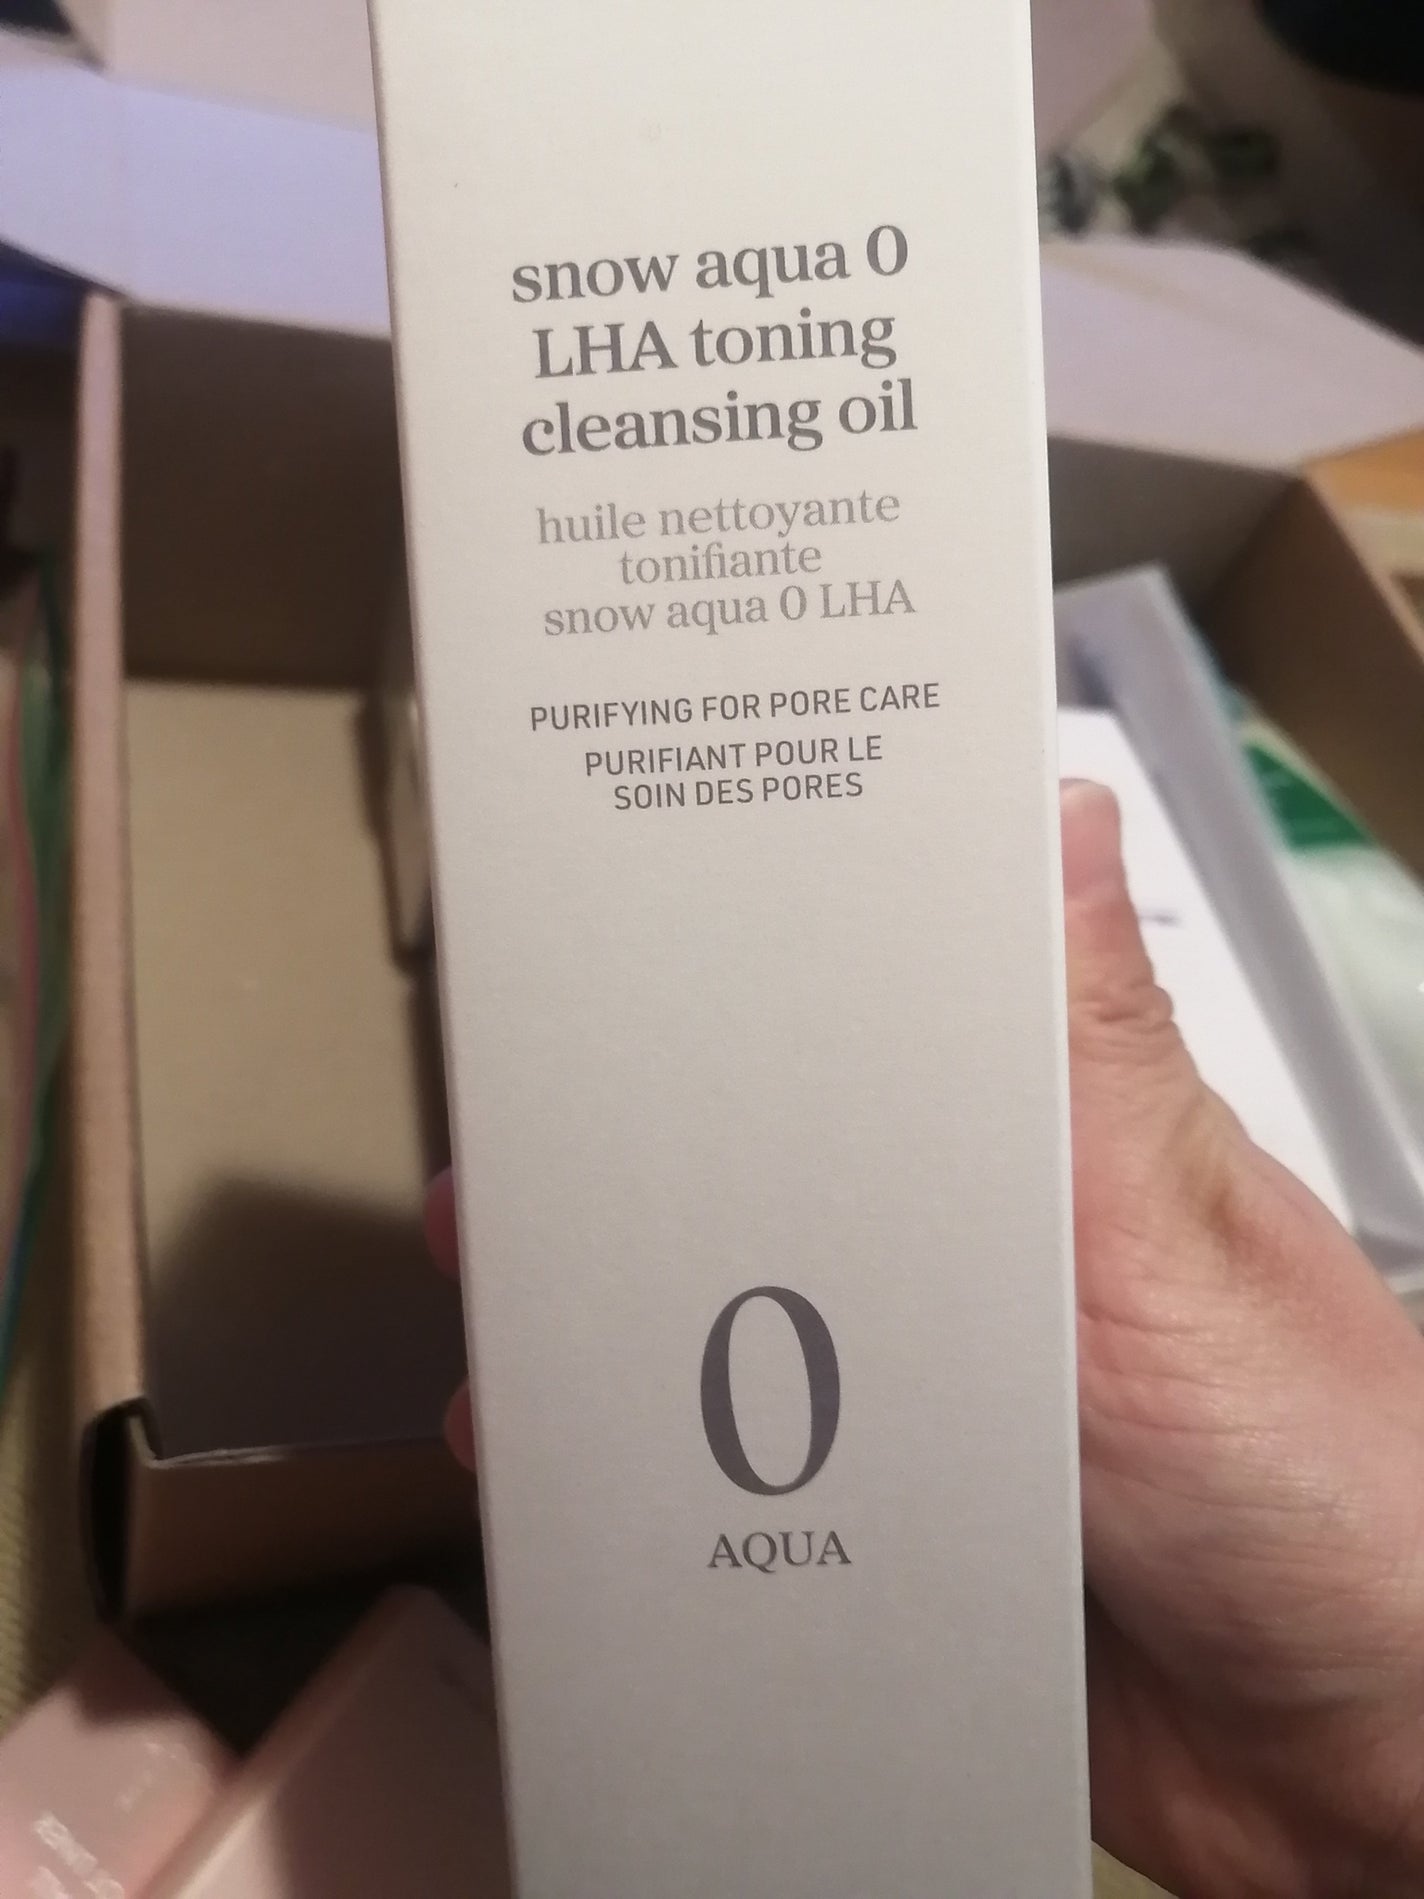 snow aqua 0
LHA toning
cleansing oil
huile nettoyante
tonifiante
snow aqua 0 LHA
PURIFYING FOR PORE CARE
PURIFIANT POUR LE
SOIN DES PORES
0
AQUA